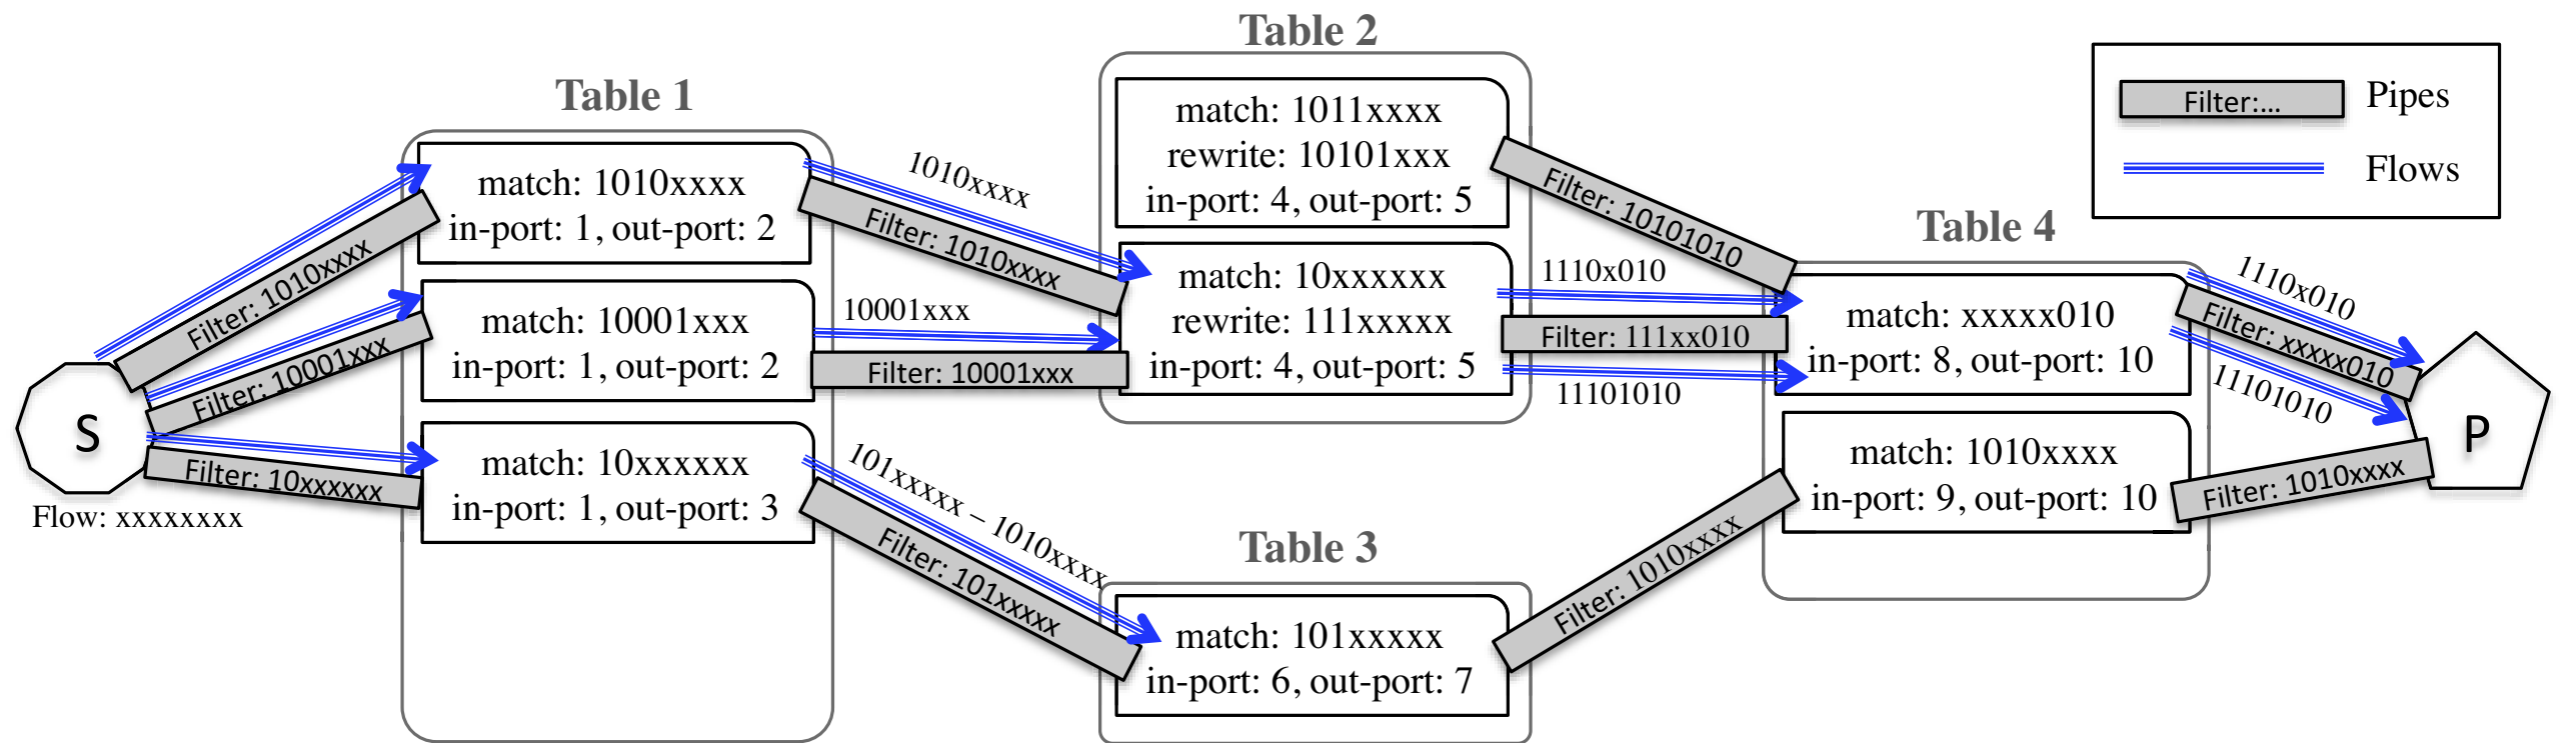 Table 1
Table 2
Table 3
Table 4
Filter:...
Pipes
Flows
S
Flow: xxxxxxxx
Filter: 1010xxxx
Filter: 10001xxx
Filter: 10xxxxxx
match: 1010xxxx
in-port: 1, out-port: 2
match: 10001xxx
in-port: 1, out-port: 2
match: 10xxxxxx
in-port: 1, out-port: 3
1010xxxx
Filter: 1010xxxx
10001xxx
Filter: 10001xxx
101xxxxx – 1010xxxx
Filter: 101xxxxx
match: 1011xxxx
rewrite: 10101xxx
in-port: 4, out-port: 5
match: 10xxxxxx
rewrite: 111xxxxx
in-port: 4, out-port: 5
match: 101xxxxx
in-port: 6, out-port: 7
Filter: 10101010
1110x010
Filter: 111xx010
11101010
Filter: 1010xxxx
match: xxxxx010
in-port: 8, out-port: 10
match: 1010xxxx
in-port: 9, out-port: 10
1110x010
Filter: xxxxx010
11101010
Filter: 1010xxxx
P